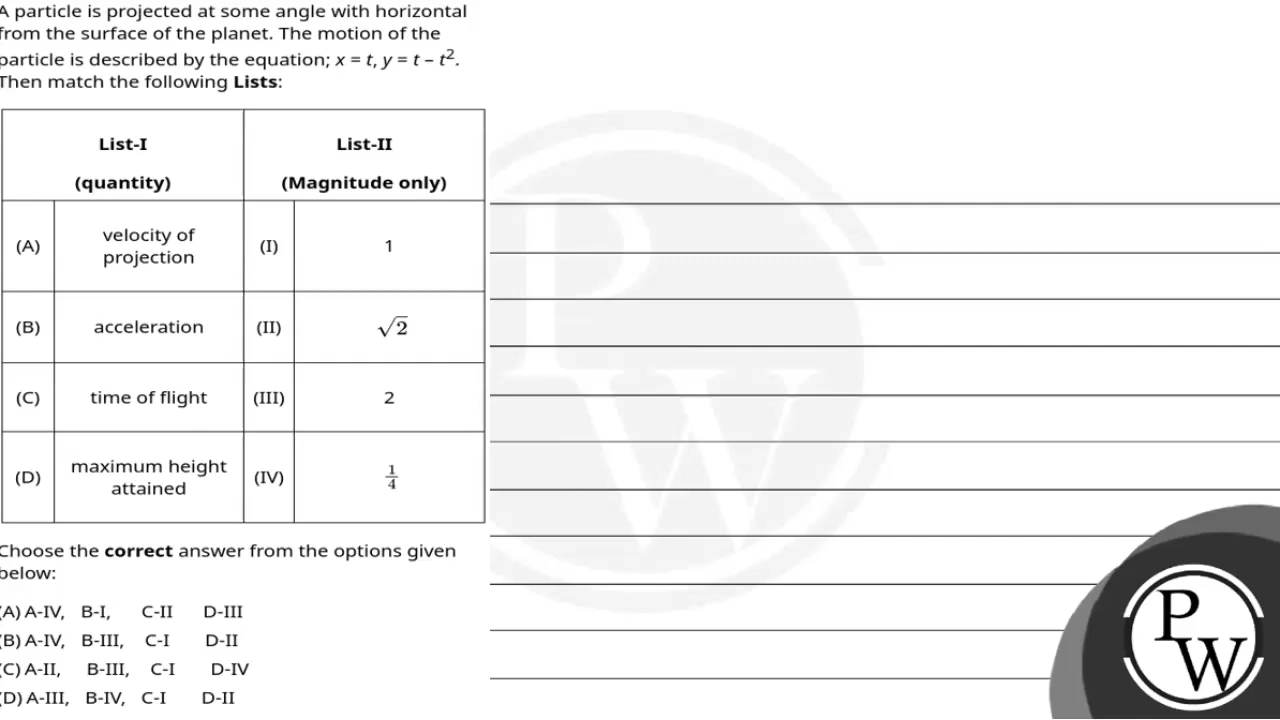 A particle is projected at some angle with horizontal
from the surface of the planet. The motion of the
particle is described by the equation; x = t, y = t – t².
Then match the following Lists:
List-I
(quantity)
List-II
(Magnitude only)
(A) velocity of projection (I) 1
(B) acceleration (II) √2
(C) time of flight (III) 2
(D) maximum height attained (IV) 1/4
Choose the correct answer from the options given
below:
(A) A-IV, B-I, C-II D-III
(B) A-IV, B-III, C-I D-II
(C) A-II, B-III, C-I D-IV
(D) A-III, B-IV, C-I D-II
P
W
P
W